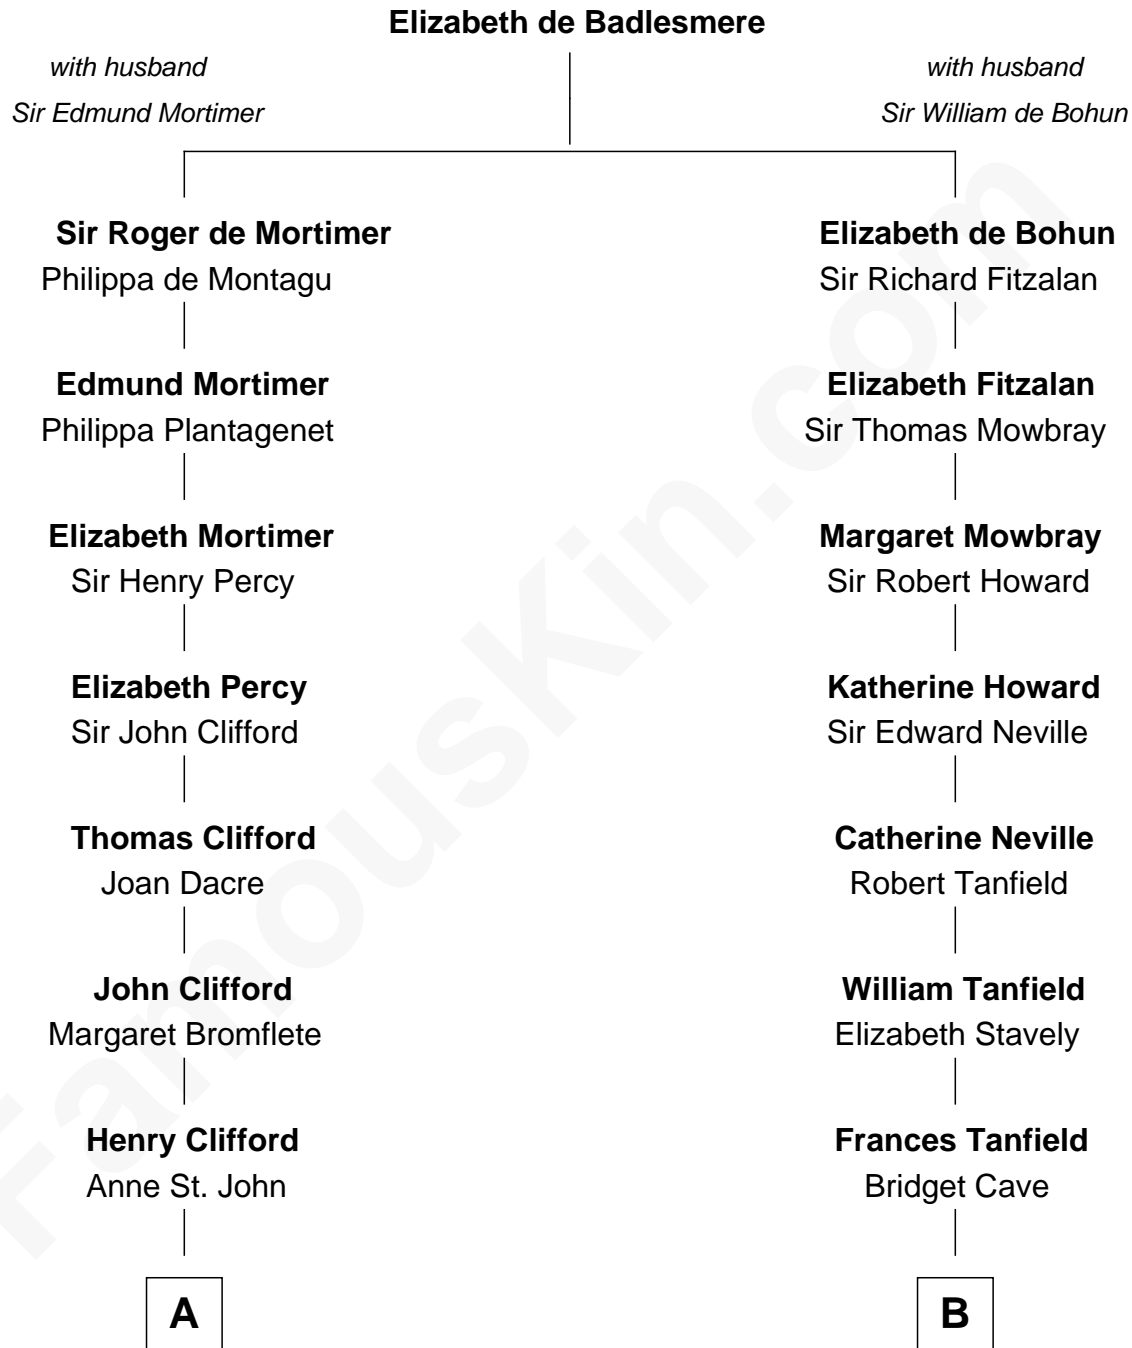 Elizabeth de Badlesmere
with husband
Sir Edmund Mortimer
with husband
Sir William de Bohun
Sir Roger de Mortimer
Philippa de Montagu
Elizabeth de Bohun
Sir Richard Fitzalan
Edmund Mortimer
Philippa Plantagenet
Elizabeth Fitzalan
Sir Thomas Mowbray
Elizabeth Mortimer
Sir Henry Percy
Margaret Mowbray
Sir Robert Howard
Elizabeth Percy
Sir John Clifford
Katherine Howard
Sir Edward Neville
Thomas Clifford
Joan Dacre
Catherine Neville
Robert Tanfield
John Clifford
Margaret Bromflete
William Tanfield
Elizabeth Stavely
Henry Clifford
Anne St. John
Frances Tanfield
Bridget Cave
A
B
FamousKin.com